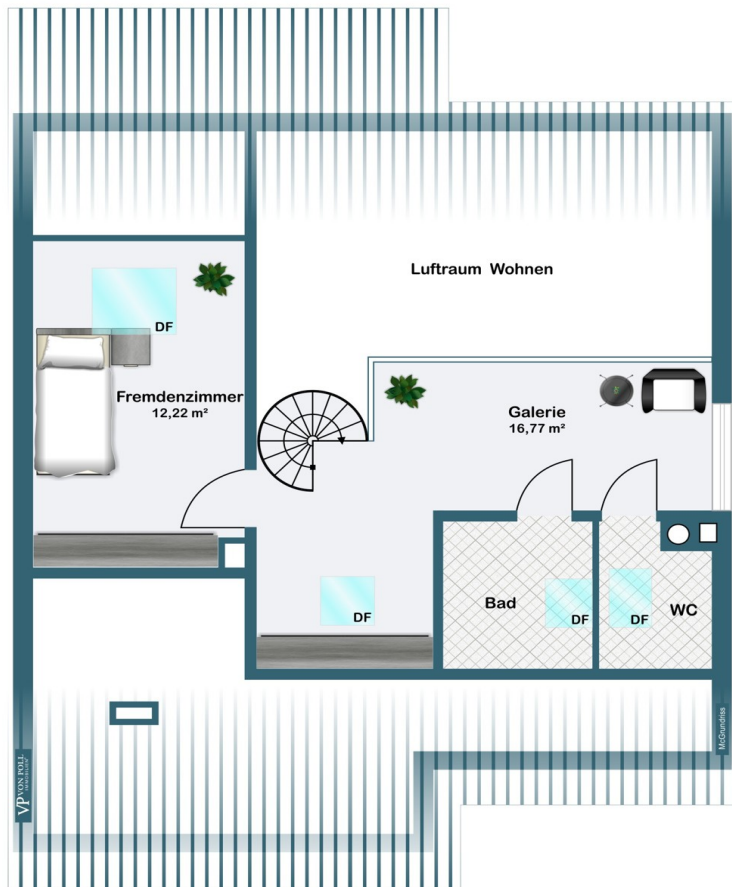 Luftraum Wohnen
DF
Fremdenzimmer
12,22 m²
Galerie
16,77 m²
Bad
DF
DF
DF
WC
McGrundriss
VP VON POLL
IMMOBILIEN